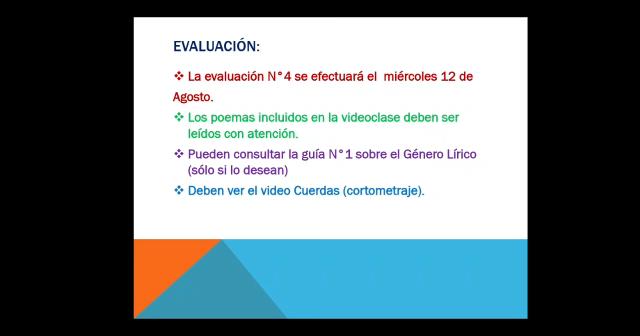 EVALUACIÓN:
❖ La evaluación N°4 se efectuará el miércoles 12 de
Agosto.
❖ Los poemas incluidos en la videoclase deben ser
leídos con atención.
❖ Pueden consultar la guía N°1 sobre el Género Lírico
(sólo si lo desean)
❖ Deben ver el video Cuerdas (cortometraje).